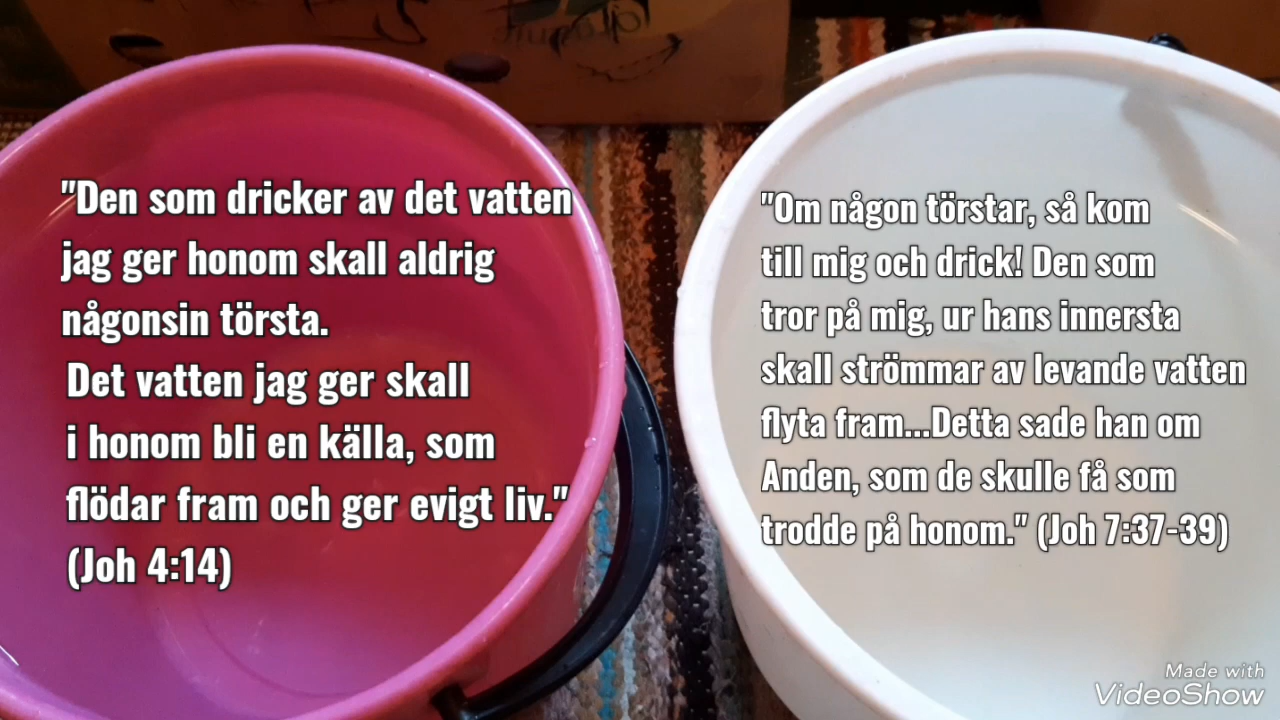 "Den som dricker av det vatten
jag ger honom skall aldrig
någonsin törsta.
Det vatten jag ger skall
i honom bli en källa, som
flödar fram och ger evigt liv."
(Joh 4:14)
"Om någon törstar, så kom
till mig och drick! Den som
tror på mig, ur hans innersta
skall strömmar av levande vatten
flyta fram...Detta sade han om
Anden, som de skulle få som
trodde på honom." (Joh 7:37-39)
Made with
VideoShow